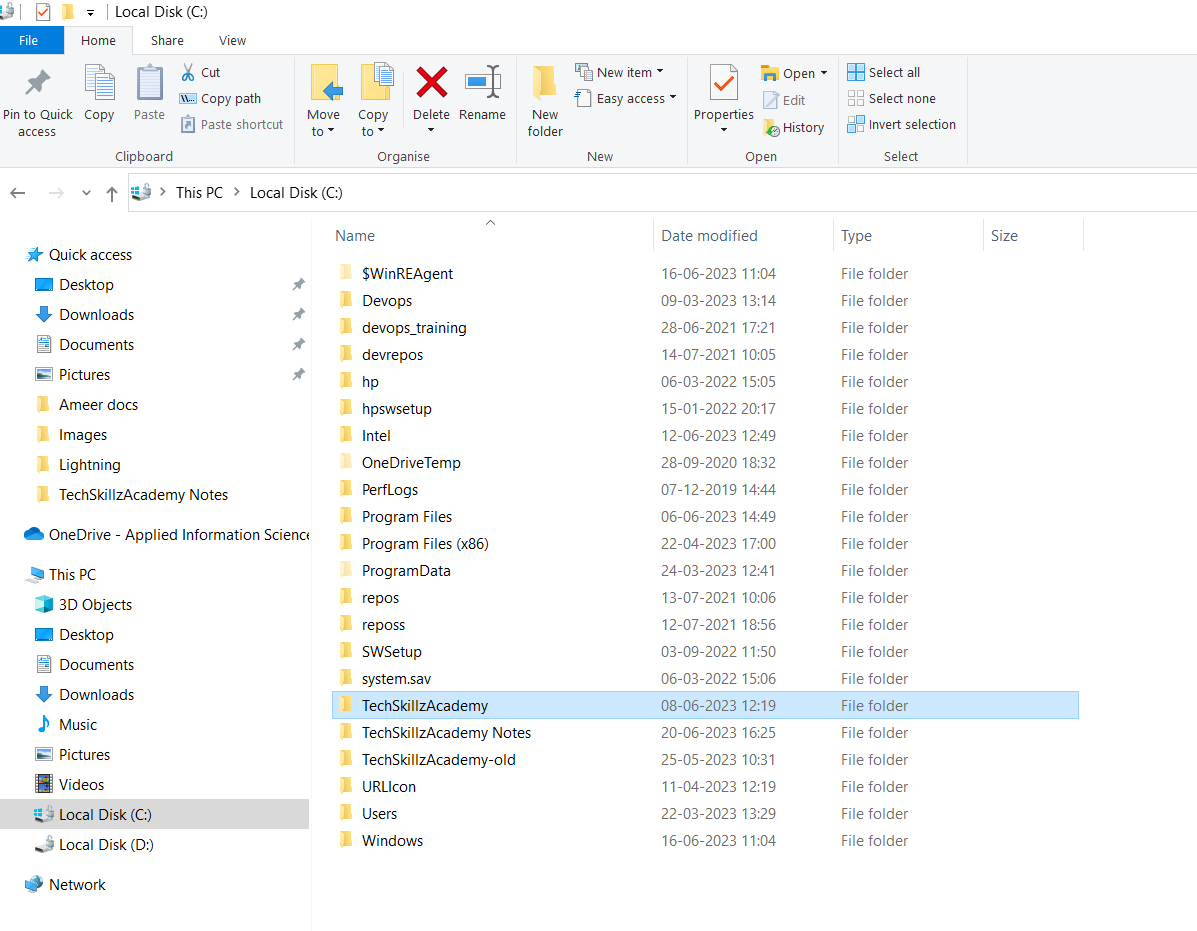 Local Disk (C:)
File Home Share View
Pin to Quick access
Copy
Paste
Cut
Copy path
Paste shortcut
Clipboard
Move to
Copy to
Delete
Rename
Organise
New folder
New item
Easy access
New
Properties
Open
Edit
History
Open
Select all
Select none
Invert selection
Select
This PC Local Disk (C:)
Quick access
Desktop
Downloads
Documents
Pictures
Ameer docs
Images
Lightning
TechSkillzAcademy Notes
OneDrive - Applied Information Science
This PC
3D Objects
Desktop
Documents
Downloads
Music
Pictures
Videos
Local Disk (C:)
Local Disk (D:)
Network
Name Date modified Type Size
$WinREAgent 16-06-2023 11:04 File folder
Devops 09-03-2023 13:14 File folder
devops_training 28-06-2021 17:21 File folder
devrepos 14-07-2021 10:05 File folder
hp 06-03-2022 15:05 File folder
hpswsetup 15-01-2022 20:17 File folder
Intel 12-06-2023 12:49 File folder
OneDriveTemp 28-09-2020 18:32 File folder
PerfLogs 07-12-2019 14:44 File folder
Program Files 06-06-2023 14:49 File folder
Program Files (x86) 22-04-2023 17:00 File folder
ProgramData 24-03-2023 12:41 File folder
repos 13-07-2021 10:06 File folder
reposs 12-07-2021 18:56 File folder
SWSetup 03-09-2022 11:50 File folder
system.sav 06-03-2022 15:06 File folder
TechSkillzAcademy 08-06-2023 12:19 File folder
TechSkillzAcademy Notes 20-06-2023 16:25 File folder
TechSkillzAcademy-old 25-05-2023 10:31 File folder
URLIcon 11-04-2023 12:19 File folder
Users 22-03-2023 13:29 File folder
Windows 16-06-2023 11:04 File folder